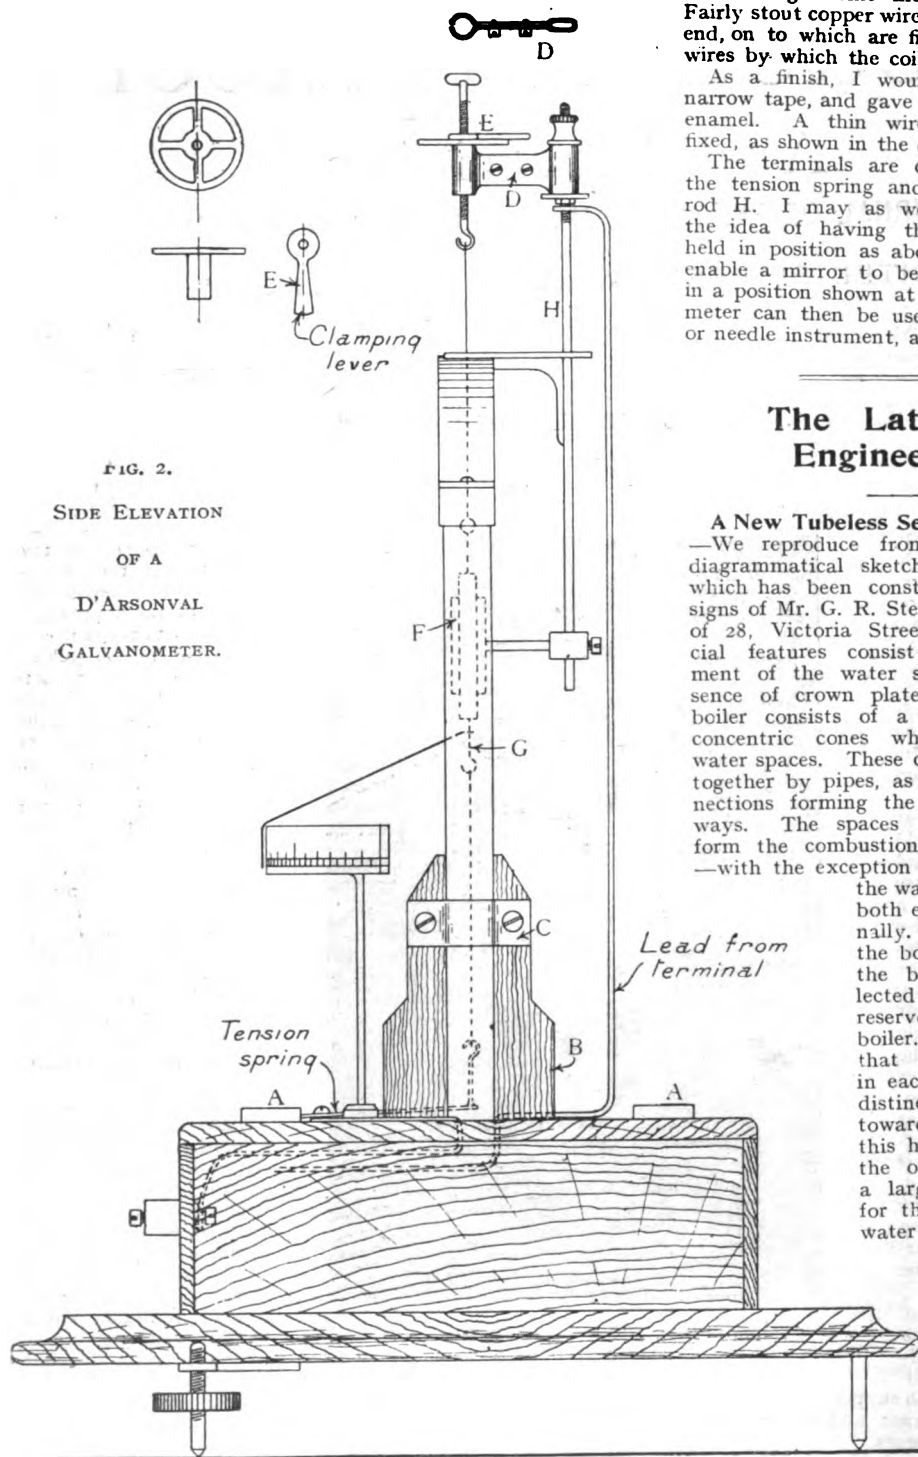 Fairly stout copper wire
end, on to which are fi
wires by which the coi
As a finish, I wou
narrow tape, and gave
enamel. A thin wir
fixed, as shown in the
The terminals are
the tension spring and
rod H. I may as w
the idea of having th
held in position as abo
enable a mirror to be
in a position shown at
meter can then be use
or needle instrument, a
The Lat
Enginee
A New Tubeless Se
—We reproduce fron
diagrammatical sketch
which has been const
signs of Mr. G. R. Ste
of 28, Victoria Stree
cial features consist
ment of the water s
sence of crown plate
boiler consists of a
concentric cones wh
water spaces. These c
together by pipes, as
nections forming the
ways. The spaces
form the combustion
—with the exception
the wa
both e
nally.
the bo
the b
lected
reserve
boiler.
that
in eac
distinc
toward
this h
the o
a larg
for th
water
D
E
D
H
E
Clamping
lever
FIG. 2.
SIDE ELEVATION
OF A
D'ARSONVAL
GALVANOMETER.
F
G
C
Lead from
terminal
Tension
spring
B
A
A